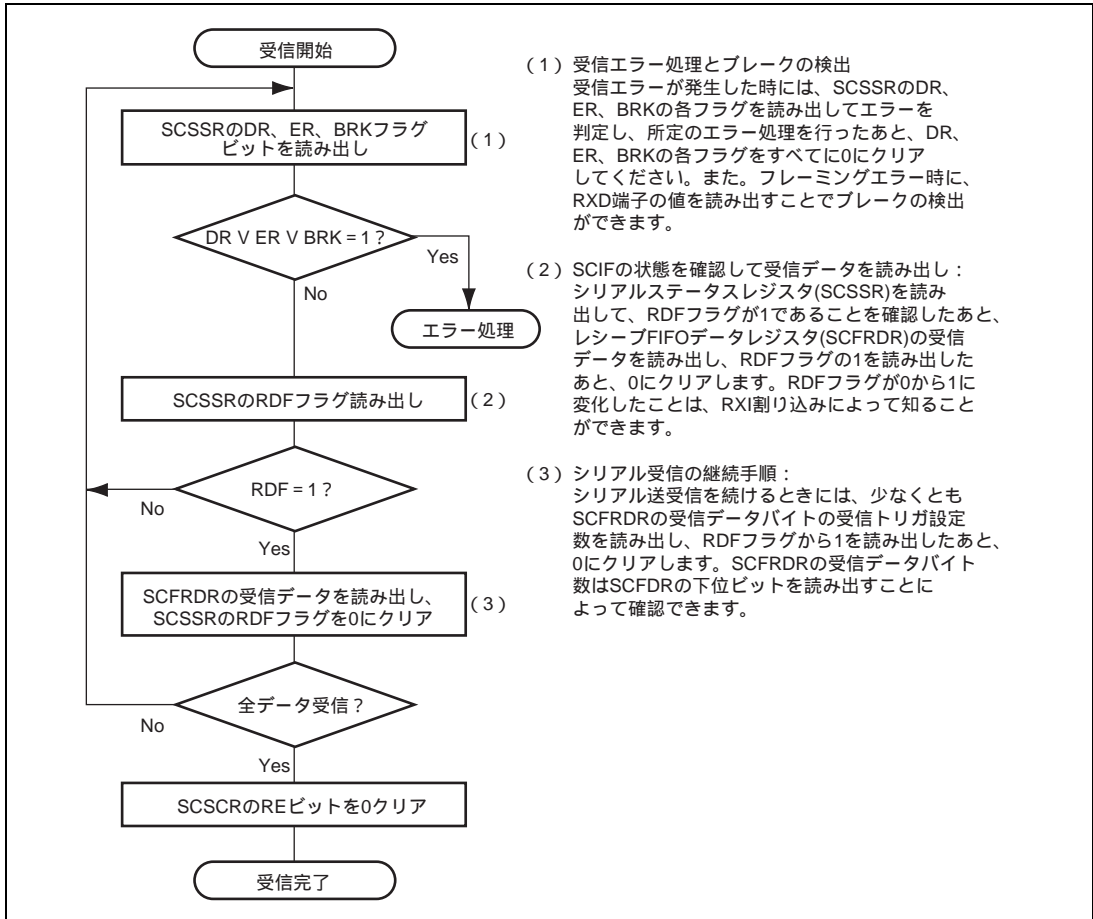 受信開始
SCSSRのDR、ER、BRKフラグ
ビットを読み出し
(1)
DR V ER V BRK = 1?
Yes
No
エラー処理
SCSSRのRDFフラグ読み出し
(2)
RDF = 1?
No
Yes
SCFRDRの受信データを読み出し、
SCSSRのRDFフラグを0にクリア
(3)
全データ受信?
No
Yes
SCSCRのREビットを0クリア
受信完了
(1)受信エラー処理とブレークの検出
受信エラーが発生した時には、SCSSRのDR、
ER、BRKの各フラグを読み出してエラーを
判定し、所定のエラー処理を行ったあと、DR、
ER、BRKの各フラグをすべてに0にクリア
してください。また。フレーミングエラー時に、
RXD端子の値を読み出すことでブレークの検出
ができます。
(2)SCIFの状態を確認して受信データを読み出し:
シリアルステータスレジスタ(SCSSR)を読み
出して、RDFフラグが1であることを確認したあと、
レシーブFIFOデータレジスタ(SCFRDR)の受信
データを読み出し、RDFフラグの1を読み出した
あと、0にクリアします。RDFフラグが0から1に
変化したことは、RXI割り込みによって知ること
ができます。
(3)シリアル受信の継続手順:
シリアル送受信を続けるときには、少なくとも
SCFRDRの受信データバイトの受信トリガ設定
数を読み出し、RDFフラグから1を読み出したあと、
0にクリアします。SCFRDRの受信データバイト
数はSCFDRの下位ビットを読み出すことに
よって確認できます。